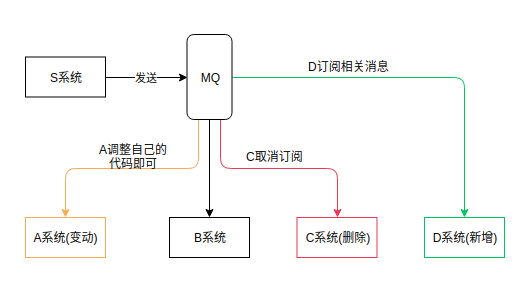 D订阅相关消息
S系统
发送
MQ
A调整自己的
代码即可
C取消订阅
A系统(变动)
B系统
C系统(删除)
D系统(新增)